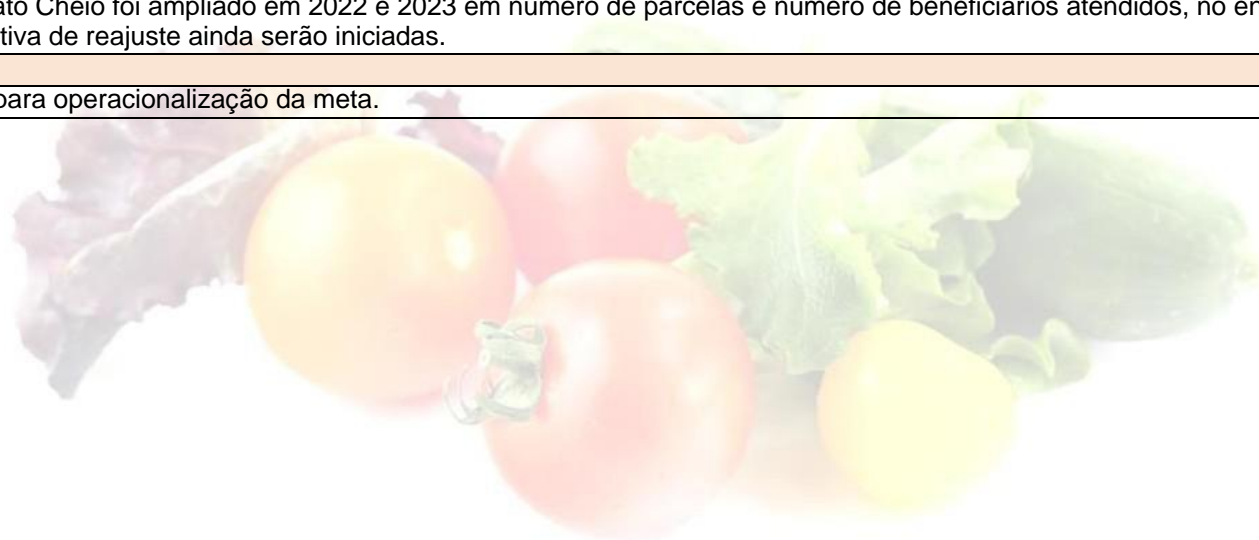 ato Cheio foi ampliado em 2022 e 2023 em número de parcelas e número de beneficiários atendidos, no en
tiva de reajuste ainda serão iniciadas.
para operacionalização da meta.